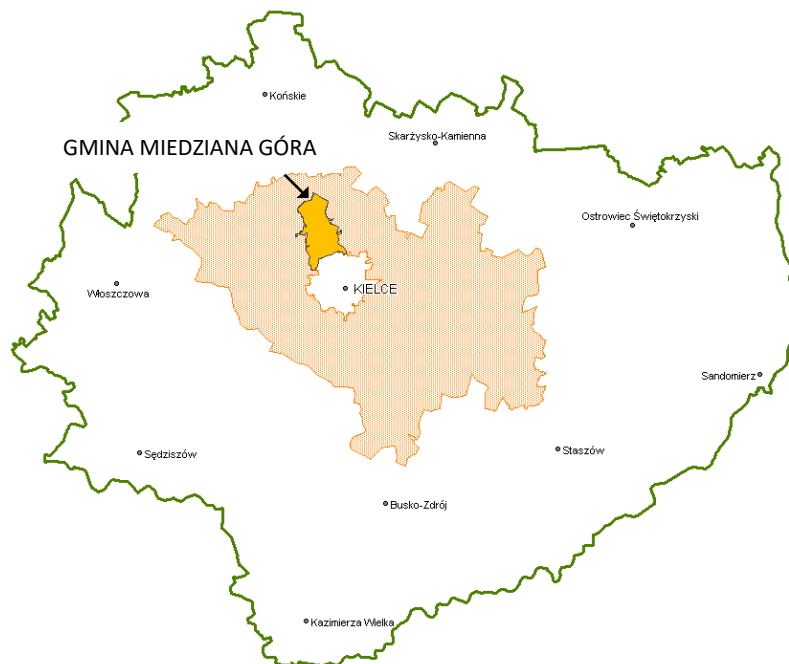 Końskie
Skarżysko-Kamienna
GMINA MIEDZIANA GÓRA
Ostrowiec Świętokrzyski
Włoszczowa
KIELCE
Sandomierz
Sędziszów
Staszów
Busko-Zdrój
Kazimierza Wielka